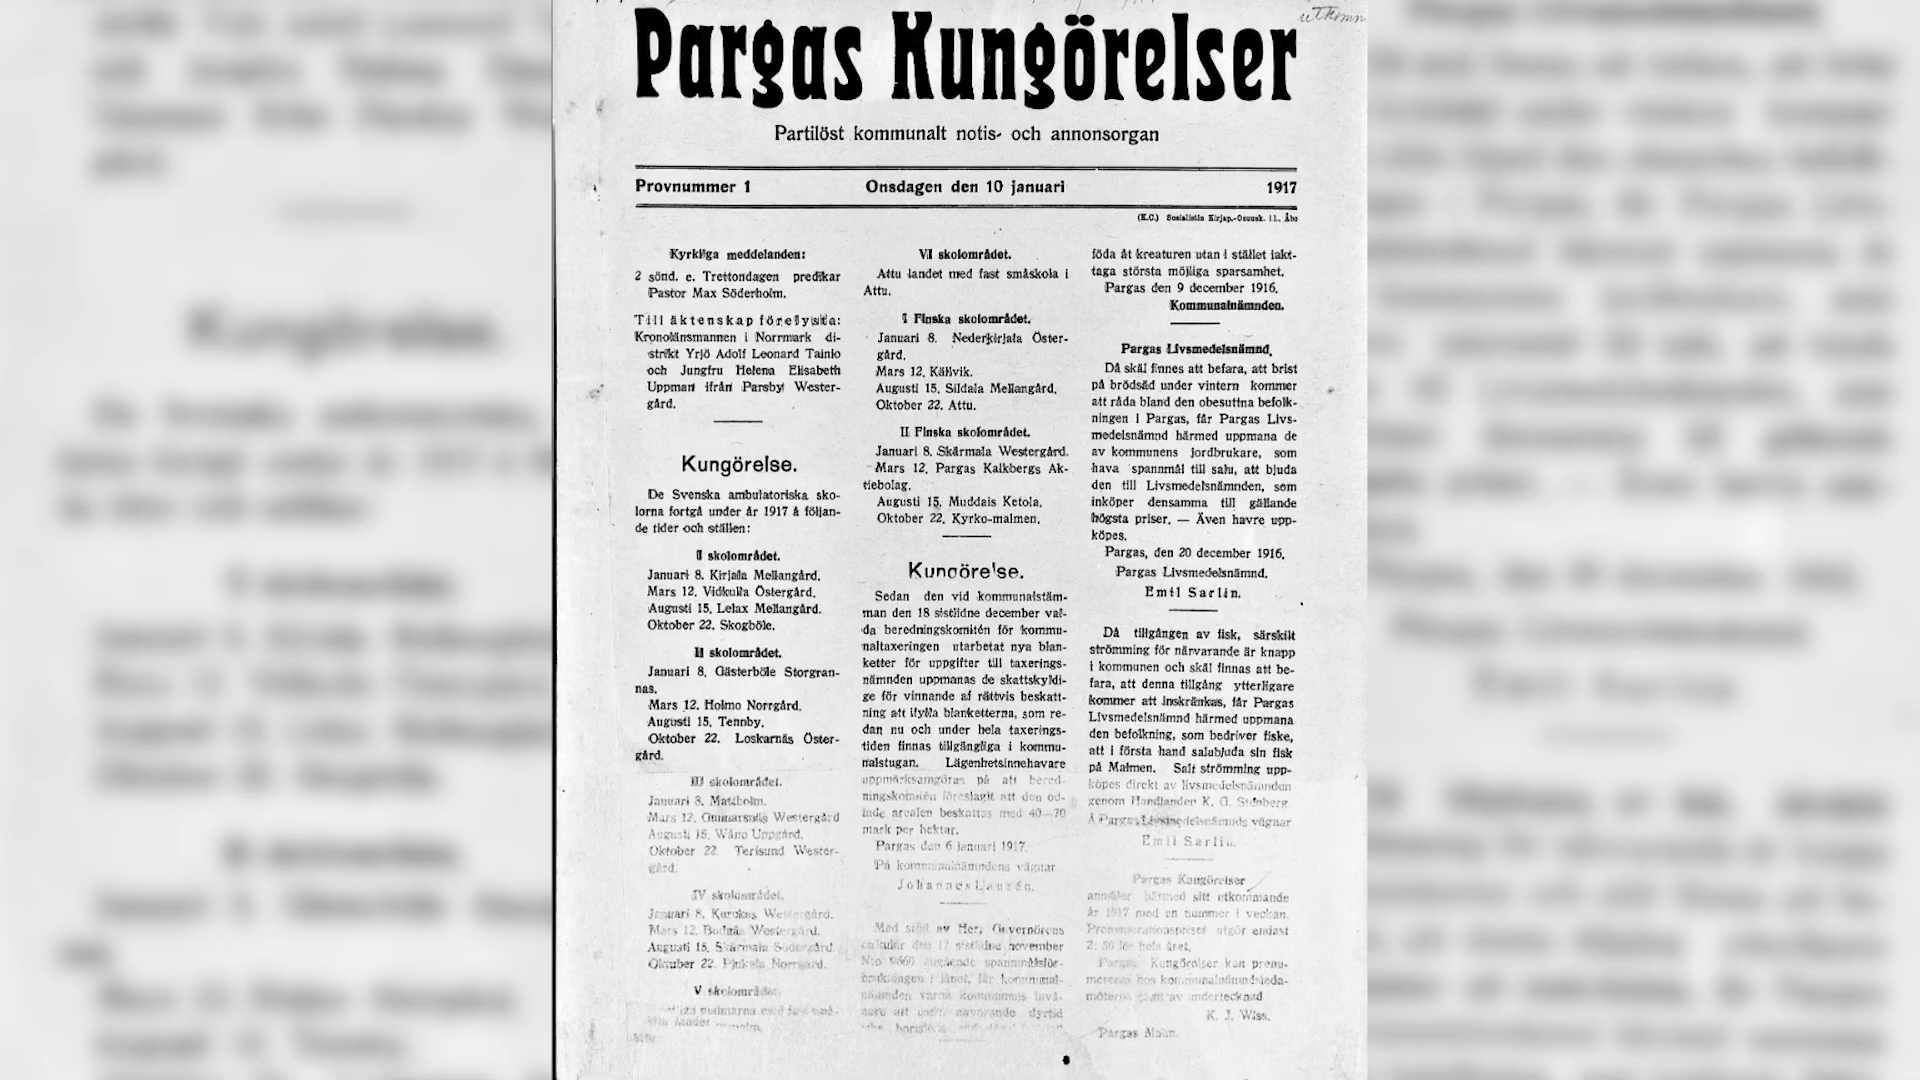 Pargas Kungörelser
Partilöst kommunalt notis- och annonsorgan
Provnummer 1 Onsdagen den 10 januari 1917
(K.O.) Sosialistin Kirjap.-Osuusk. i.l., Åbo
Kyrkliga meddelanden:
2 sönd. e. Trettondagen predikar
Pastor Max Söderholm.
Till äktenskap förelysta:
Kronolänsmannen i Norrmark di-
strikt Yrjö Adolf Leonard Tainio
och Jungfru Helena Elisabeth
Uppman ifrån Parsby Wester-
gård.
Kungörelse.
De Svenska ambulatoriska sko-
lorna fortgå under år 1917 å följan-
de tider och ställen:
I skolområdet.
Januari 8. Kirjala Mellangård.
Mars 12. Vidkulla Östergård.
Augusti 15. Lelax Mellangård.
Oktober 22. Skogböle.
II skolområdet.
Januari 8. Gästerböle Storgran-
nas.
Mars 12. Holmo Norrgård.
Augusti 15. Tennby.
Oktober 22. Loskarnäs Öster-
gård.
III skolområdet.
Januari 8. Mattholm.
Mars 12. Gunnarsnäs Westergård
Augusti 15. Wåno Uppgård.
Oktober 22. Terisund Wester-
gård.
IV skolområdet.
Januari 8. Kurckas Westergård.
Mars 12. Bodnäs Westergård.
Augusti 15. Skärmala Södergård.
Oktuber 22. Pjukala Norrgård.
V skolområdet.
VI skolområdet.
Attu landet med fast småskola i
Attu.
I Finska skolområdet.
Januari 8. Nederkirjala Öster-
gård.
Mars 12. Källvik.
Augusti 15. Sildala Mellangård.
Oktober 22. Attu.
II Finska skolområdet.
Januari 8. Skärmala Westergård.
Mars 12. Pargas Kalkbergs Ak-
tiebolag.
Augusti 15. Muddais Ketola.
Oktober 22. Kyrko-malmen.
Kungörelse.
Sedan den vid kommunalstäm-
man den 18 sistlidne december val-
da beredningskomitén för kommu-
naltaxeringen utarbetat nya blan-
ketter för uppgifter till taxerings-
nämnden uppmanas de skattskyldi-
ge för vinnande af rättvis beskatt-
ning att ifylla blanketterna, som re-
dan nu och under hela taxerings-
tiden finnas tillgängliga i kommu-
nalstugan. Lägenhetsinnehavare
uppmärksamgöras på att bered-
ningskomitén föreslagit att den od-
lade arealen beskattas med 40—70
mark per hektar.
Pargas den 6 januari 1917.
På kommunalnämndens vägnar
Johannes Laurén.
Med stöd av Herr Guvernörens
cirkulär den 17 sistlidne november
N:o 9660 angående spannmålsför-
brukningen i länet, får kommunal-
nämnden varna kommunens invå-
nare att under nuvarande dyrtid
icke
föda åt kreaturen utan i stället iakt-
taga största möjliga sparsamhet.
Pargas den 9 december 1916.
Kommunalnämnden.
Pargas Livsmedelsnämnd.
Då skäl finnes att befara, att brist
på brödsäd under vintern kommer
att råda bland den obesuttna befolk-
ningen i Pargas, får Pargas Livs-
medelsnämnd härmed uppmana de
av kommunens jordbrukare, som
hava spannmål till salu, att bjuda
den till Livsmedelsnämnden, som
inköper densamma till gällande
högsta priser. — Även havre upp-
köpes.
Pargas, den 20 december 1916.
Pargas Livsmedelsnämnd.
Emil Sarlin.
Då tillgången av fisk, särskilt
strömming för närvarande är knapp
i kommunen och skäl finnas att be-
fara, att denna tillgång ytterligare
kommer att inskränkas, får Pargas
Livsmedelsnämnd härmed uppmana
den befolkning, som bedriver fiske,
att i första hand salubjuda sin fisk
på Malmen. Salt strömming upp-
köpes direkt av livsmedelsnämnden
genom Handlanden K. G. Stenberg.
Å Pargas Livsmedelsnämnds vägnar
Emil Sarlin.
Pargas Kungörelser
anmäler härmed sitt utkommande
år 1917 med en nummer i veckan.
Prenumerationspriset utgör endast
2: 50 för hela året.
Pargas Kungörelser kan prenu-
mereras hos kommunalnämndsleda-
möterna samt av undertecknad
K. J. Wiss.
Pargas Malm.